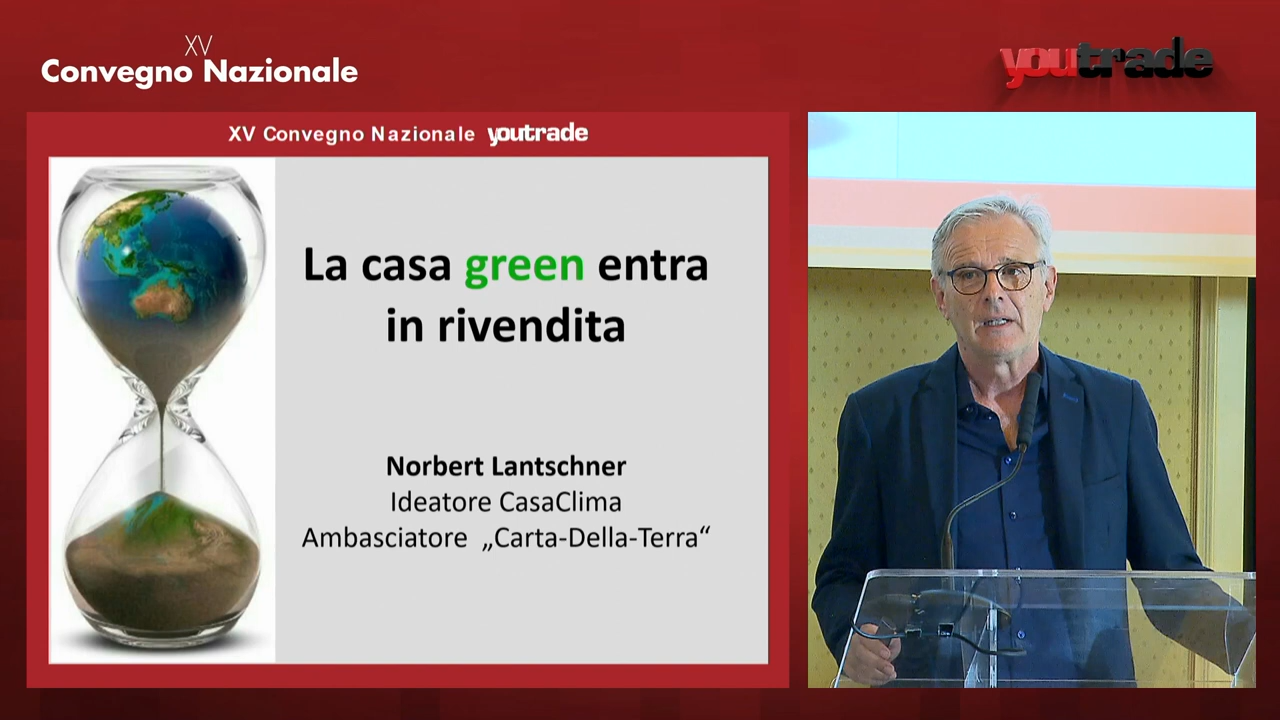 XV
Convegno Nazionale
youtrade
XV Convegno Nazionale youtrade
La casa green entra
in rivendita
Norbert Lantschner
Ideatore CasaClima
Ambasciatore „Carta-Della-Terra“